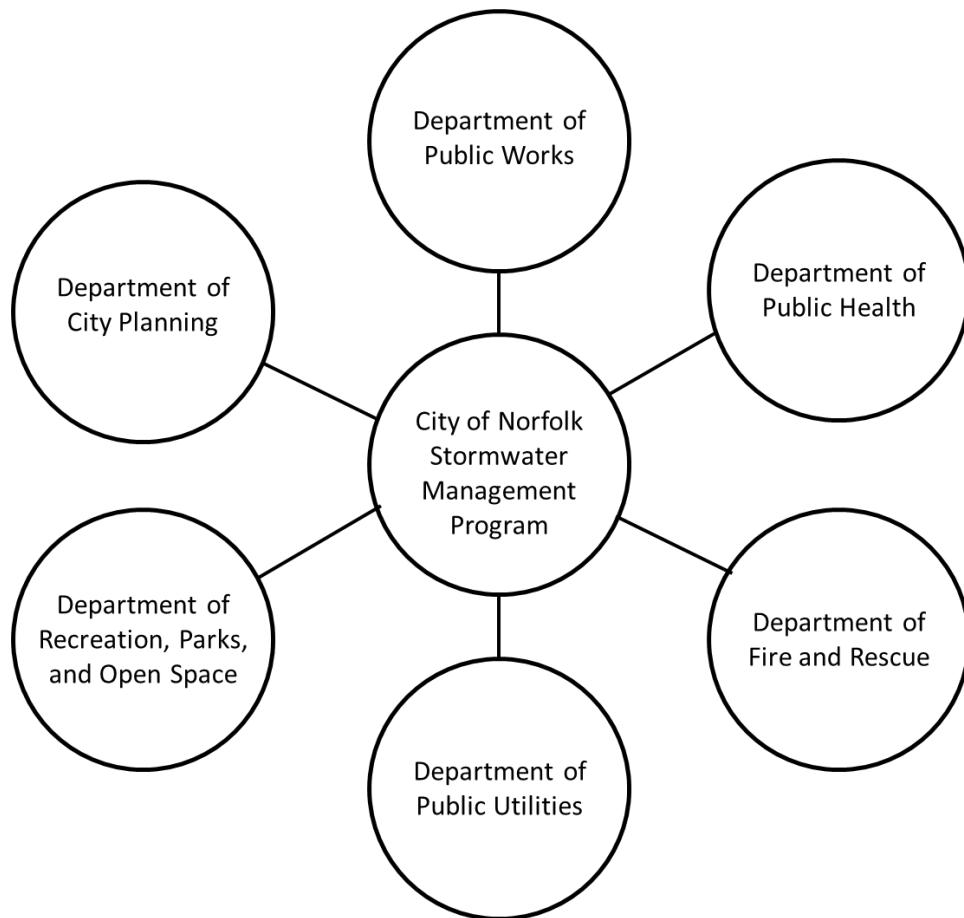 Department of
Public Works
Department of
City Planning
Department of
Public Health
City of Norfolk
Stormwater
Management
Program
Department of
Recreation, Parks,
and Open Space
Department of
Fire and Rescue
Department of
Public Utilities